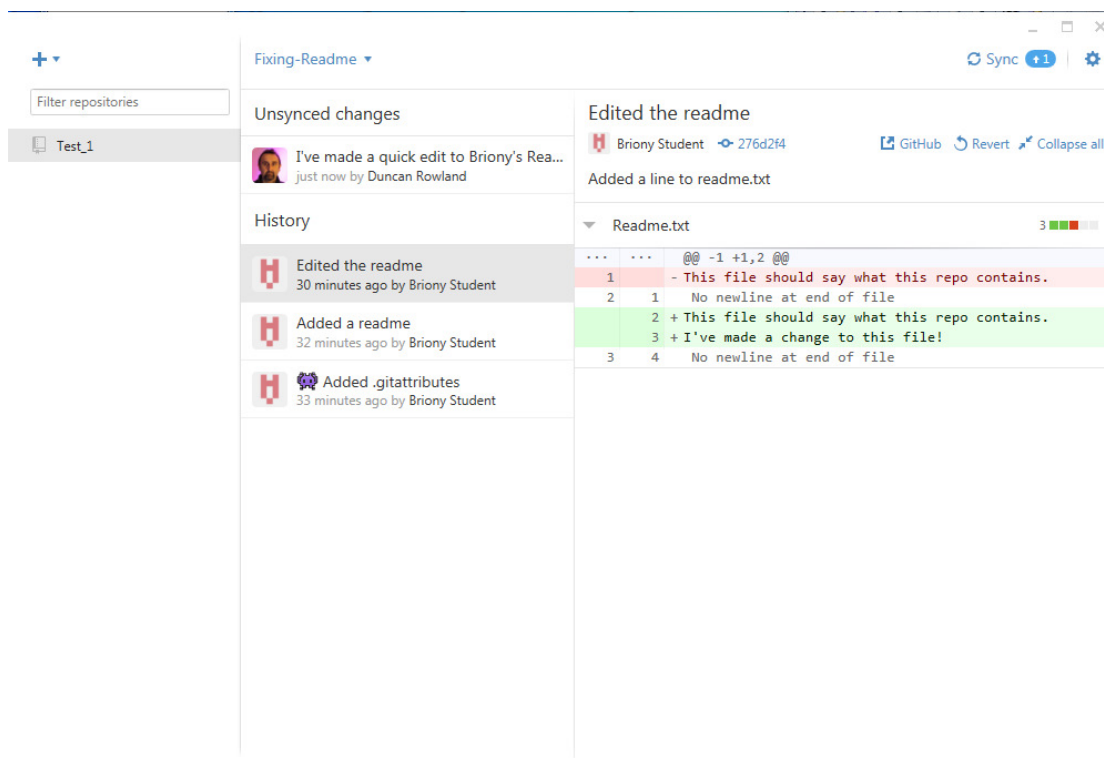 Fixing-Readme
Sync +1
Filter repositories
Test_1
Unsynced changes
I've made a quick edit to Briony's Rea...
just now by Duncan Rowland
History
Edited the readme
30 minutes ago by Briony Student
Added a readme
32 minutes ago by Briony Student
Added .gitattributes
33 minutes ago by Briony Student
Edited the readme
Briony Student 276d2f4 GitHub Revert Collapse all
Added a line to readme.txt
Readme.txt 3
... ... @@ -1 +1,2 @@
1 - This file should say what this repo contains.
2 1 No newline at end of file
2 + This file should say what this repo contains.
3 + I've made a change to this file!
3 4 No newline at end of file